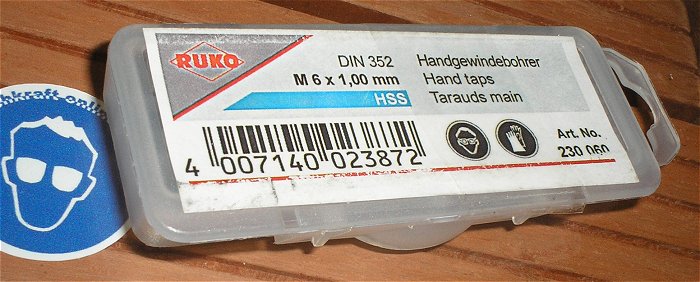 RUKO
DIN 352
M 6 x 1,00 mm
HSS
Handgewindebohrer
Hand taps
Tarauds main
4 007140 023872
Art. No.
230 060